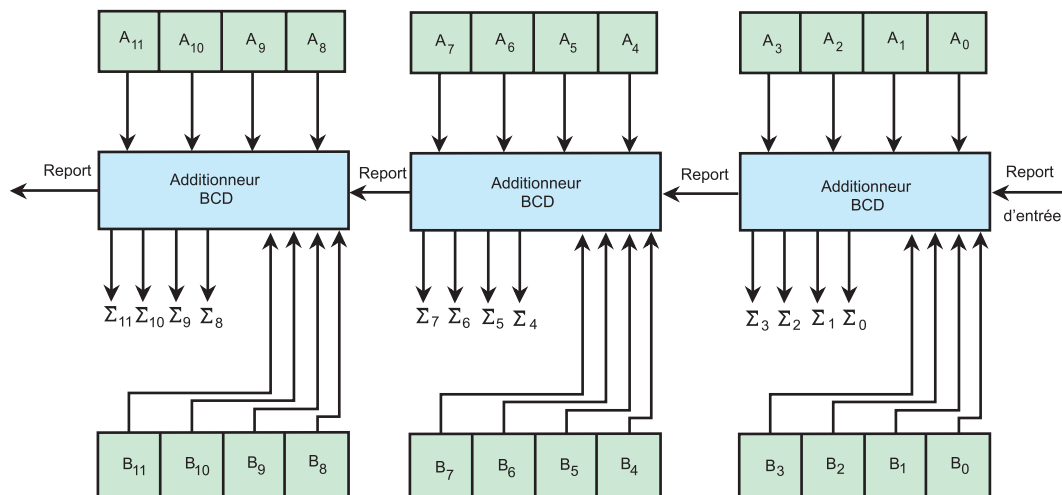 A11 A10 A9 A8 A7 A6 A5 A4 A3 A2 A1 A0
Report Additionneur Report Additionneur Report Additionneur Report
BCD BCD BCD d'entrée
Σ11 Σ10 Σ9 Σ8 Σ7 Σ6 Σ5 Σ4 Σ3 Σ2 Σ1 Σ0
B11 B10 B9 B8 B7 B6 B5 B4 B3 B2 B1 B0